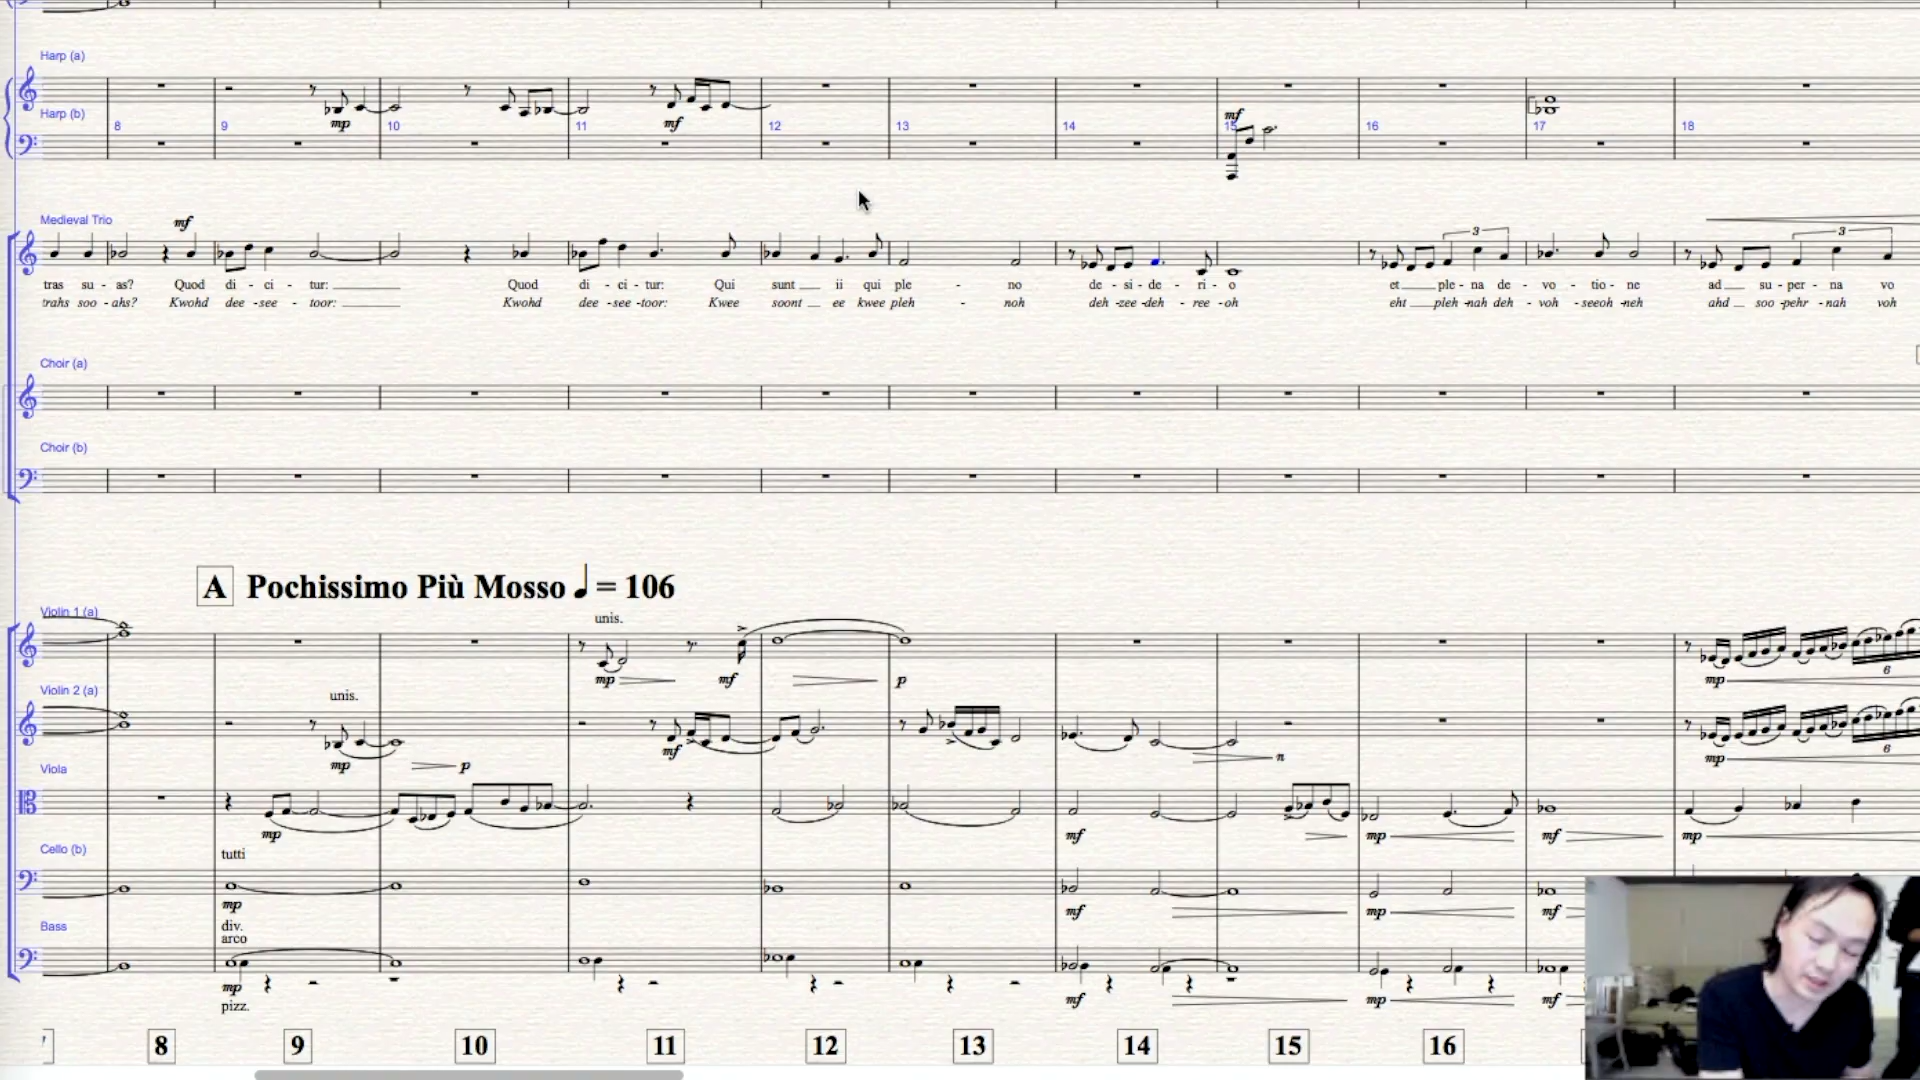 Harp (a)
Harp (b)
mp
mf
mf
8 9 10 11 12 13 14 15 16 17 18
Medieval Trio
mf
3 3
tras su - as? Quod di - ci - tur: Quod di - ci - tur: Qui sunt ii qui ple - no de - si - de - ri - o et ple - na de - vo - tio - ne ad su - per - na vo
trahs soo - ahs? Kwohd dee - see - toor: Kwohd dee - see - toor: Kwee soont ee kwee pleh - noh deh - zee - deh - ree - oh eht pleh - nah deh - voh - seeoh - neh ahd soo - pehr - nah voh
Choir (a)
Choir (b)
A Pochissimo Più Mosso ♩ = 106
Violin 1 (a)
unis.
mp mf p mp
6
Violin 2 (a)
unis.
mp p mf n mp
6
Viola
mp mf mp mf mp
Cello (b)
tutti
mp mf mp mf
Bass
div.
arco
mp mf mp mf
pizz.
8 9 10 11 12 13 14 15 16